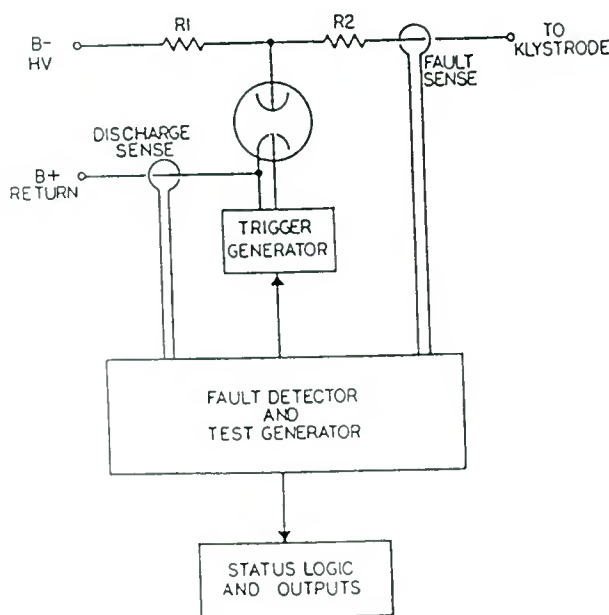 R1
R2
B-
HV
TO
KLYSTRODE
FAULT
SENSE
DISCHARGE
SENSE
B+
RETURN
TRIGGER
GENERATOR
FAULT DETECTOR
AND
TEST GENERATOR
STATUS LOGIC
AND OUTPUTS